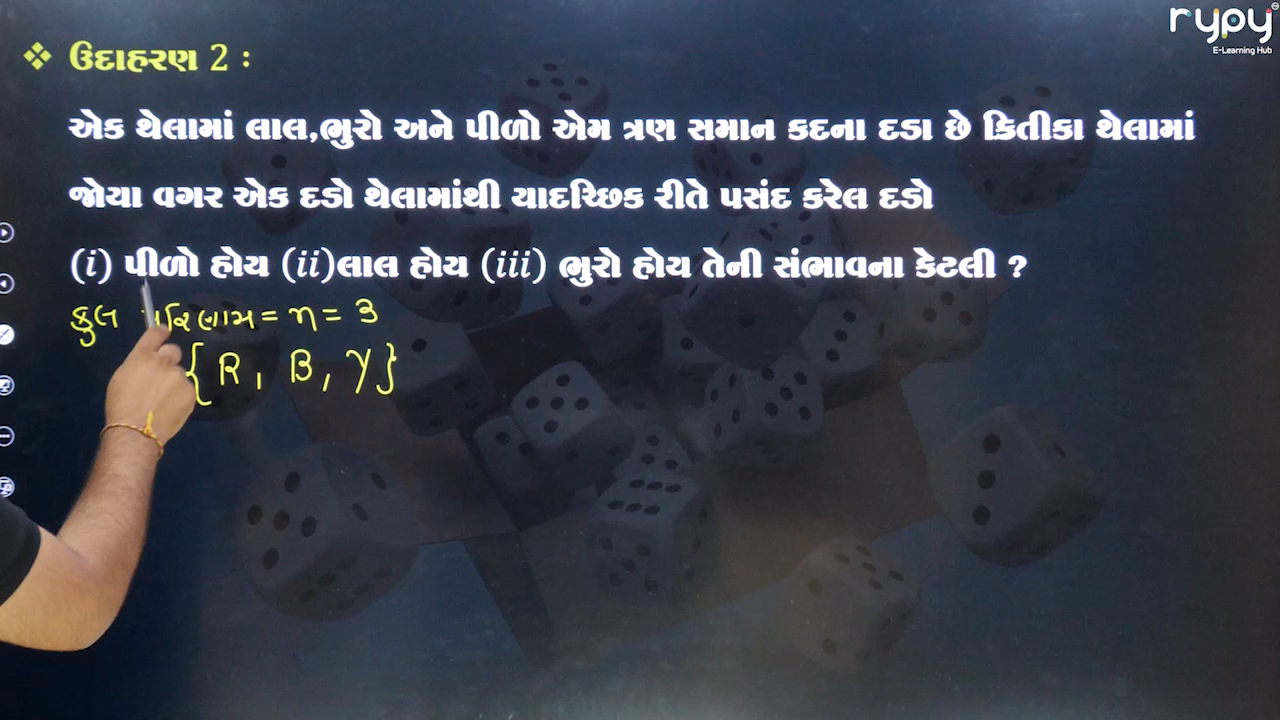 rypy
E-Learning Hub
❖ ઉદાહરણ 2 :
એક થેલામાં લાલ,ભુરો અને પીળો એમ ત્રણ સમાન કદના દડા છે ક્રિતીકા થેલામાં
જોયા વગર એક દડો થેલામાંથી યાદચ્છિક રીતે પસંદ કરેલ દડો
(i) પીળો હોય (ii)લાલ હોય (iii) ભુરો હોય તેની સંભાવના કેટલી ?
કુલ = n = 3
{ R, B, Y}